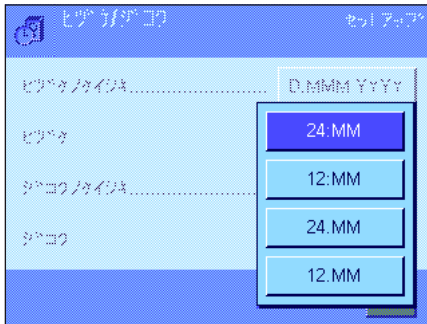 ヒヅケ/ジコク
セットアップ
ヒヅケノケイシキ D.MMM YYYY
ヒヅケ
ジコクノケイシキ
ジコク
24:MM
12:MM
24.MM
12.MM